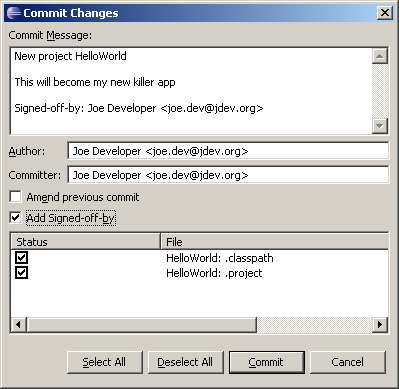 Commit Changes
Commit Message:
New project HelloWorld
This will become my new killer app
Signed-off-by: Joe Developer <joe.dev@jdev.org>
Author: Joe Developer <joe.dev@jdev.org>
Committer: Joe Developer <joe.dev@jdev.org>
Amend previous commit
Add Signed-off-by
Status File
HelloWorld: .classpath
HelloWorld: .project
Select All Deselect All Commit Cancel